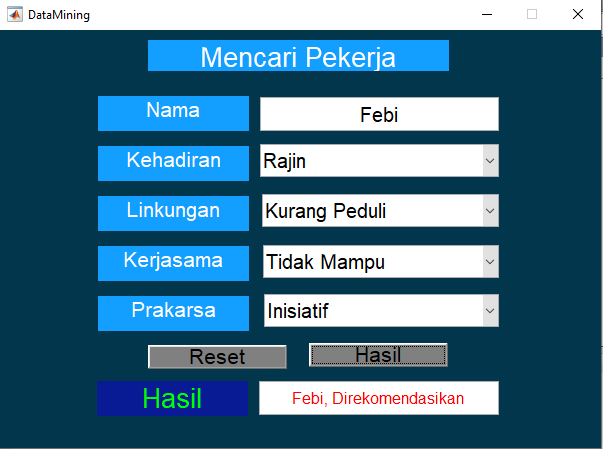 DataMining
Mencari Pekerja
Nama Febi
Kehadiran Rajin
Linkungan Kurang Peduli
Kerjasama Tidak Mampu
Prakarsa Inisiatif
Reset Hasil
Hasil Febi, Direkomendasikan